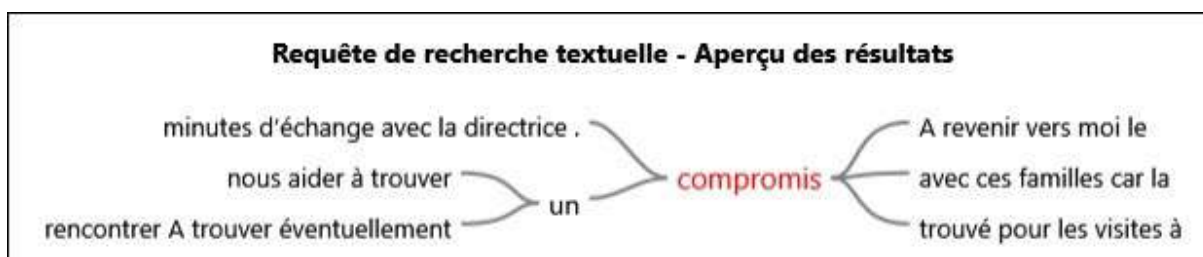 Requête de recherche textuelle - Aperçu des résultats
minutes d'échange avec la directrice .
nous aider à trouver
un
rencontrer A trouver éventuellement
compromis
A revenir vers moi le
avec ces familles car la
trouvé pour les visites à